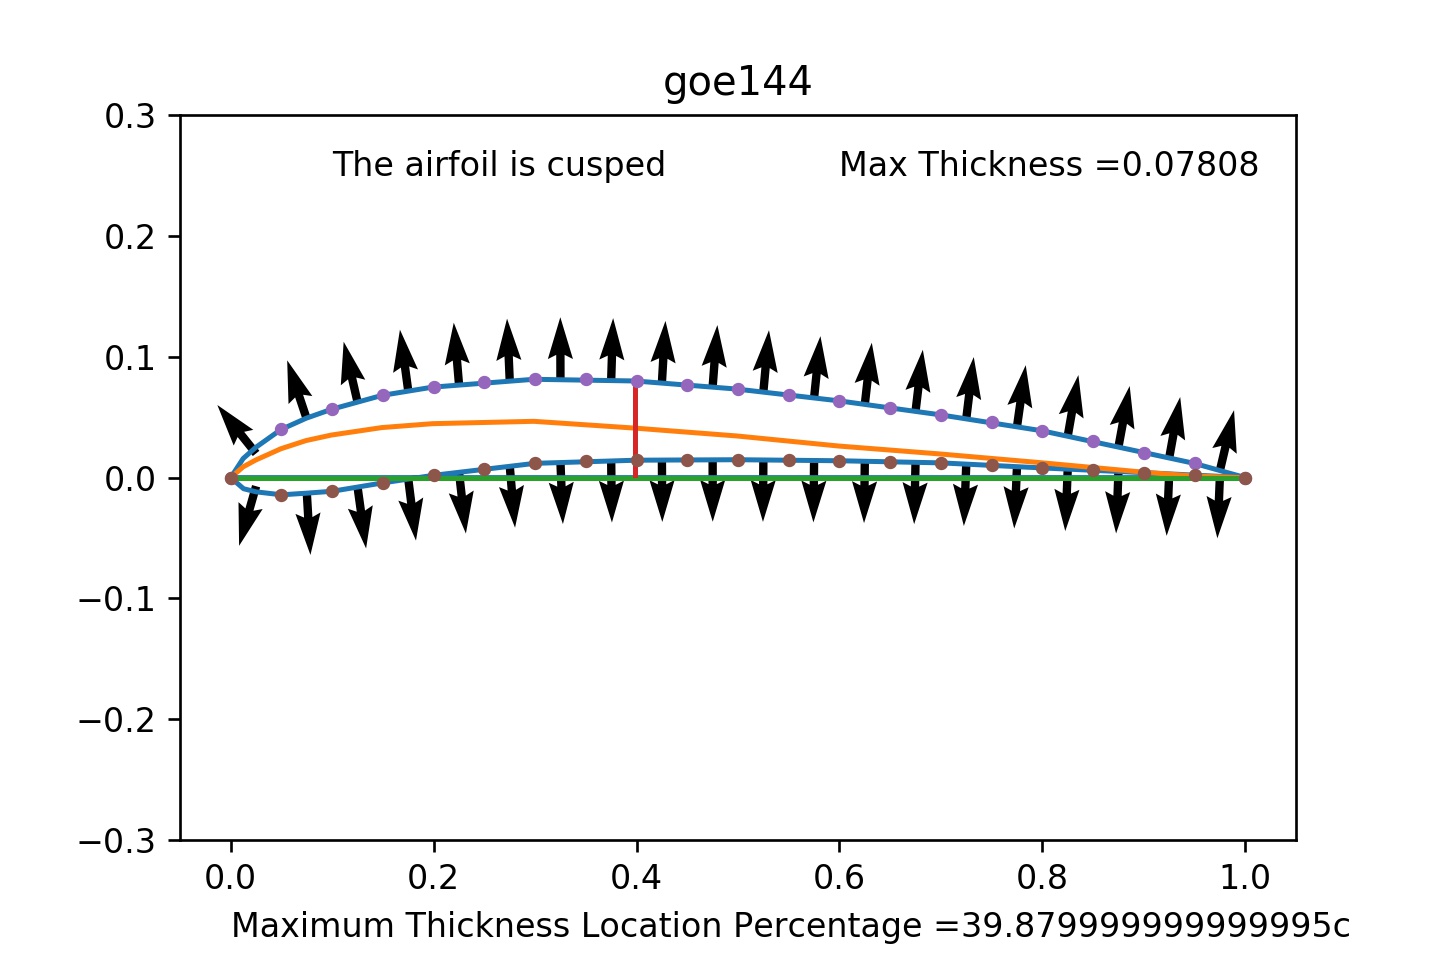 goe144
The airfoil is cusped
Max Thickness =0.07808
0.3
0.2
0.1
0.0
−0.1
−0.2
−0.3
0.0 0.2 0.4 0.6 0.8 1.0
Maximum Thickness Location Percentage =39.879999999999995c